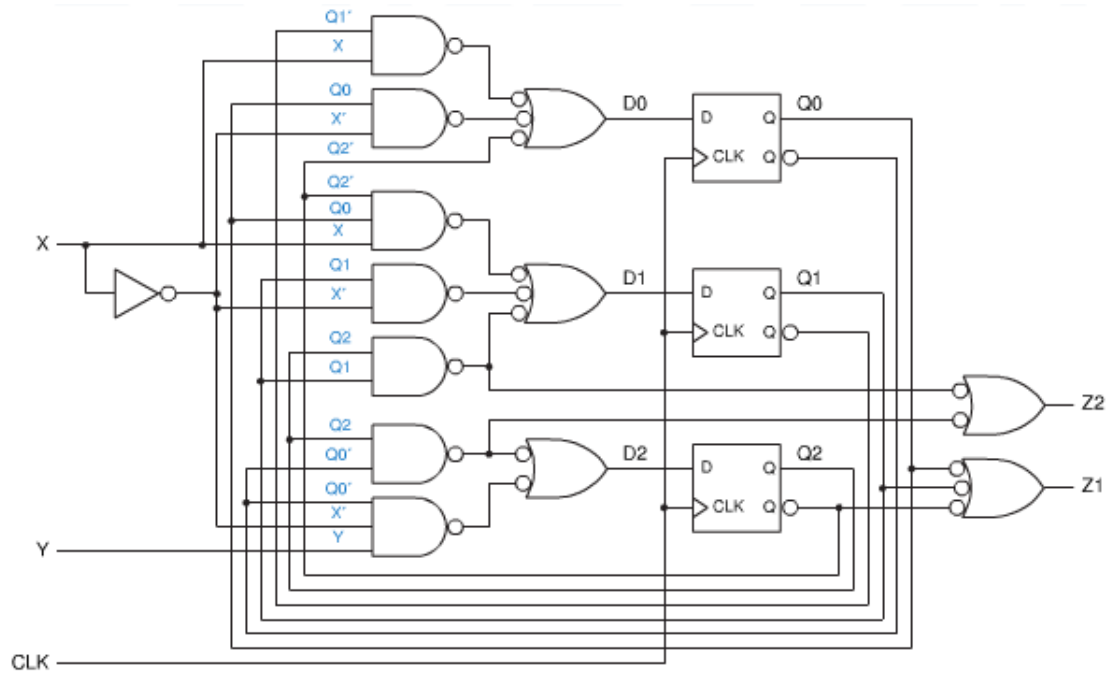 Q1′
X
Q0
X′
Q2′
D0
D
Q
CLK
Q
Q0
Q2′
Q0
X
X
Q1
X′
D1
D
Q
CLK
Q
Q1
Q2
Q1
Z2
Q2
Q0′
D2
D
Q
CLK
Q
Q2
Z1
Q0′
X′
Y
Y
CLK